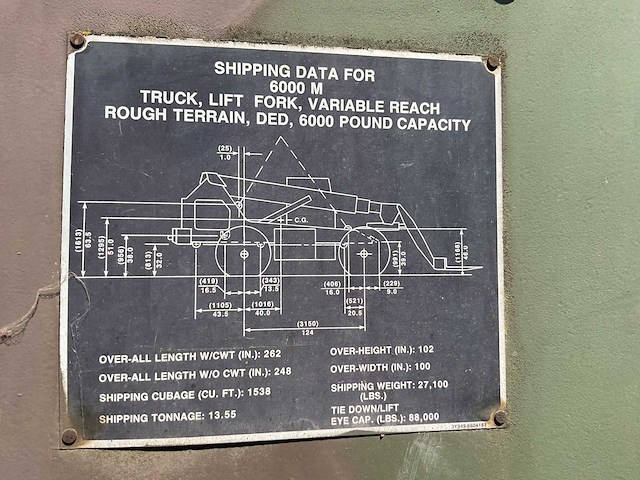 SHIPPING DATA FOR
6000 M
TRUCK, LIFT FORK, VARIABLE REACH
ROUGH TERRAIN, DED, 6000 POUND CAPACITY
(25)
1.0
C.G.
(1613)
63.5
(1295)
51.0
(956)
38.0
(813)
32.0
(991)
39.0
(1168)
46.0
(419)
16.5
(343)
13.5
(406)
16.0
(229)
9.0
(1105)
43.5
(1016)
40.0
(521)
20.5
(3150)
124
OVER-ALL LENGTH W/CWT (IN.): 262
OVER-ALL LENGTH W/O CWT (IN.): 248
SHIPPING CUBAGE (CU. FT.): 1538
SHIPPING TONNAGE: 13.55
OVER-HEIGHT (IN.): 102
OVER-WIDTH (IN.): 100
SHIPPING WEIGHT: 27,100
(LBS.)
TIE DOWN/LIFT
EYE CAP. (LBS.): 88,000